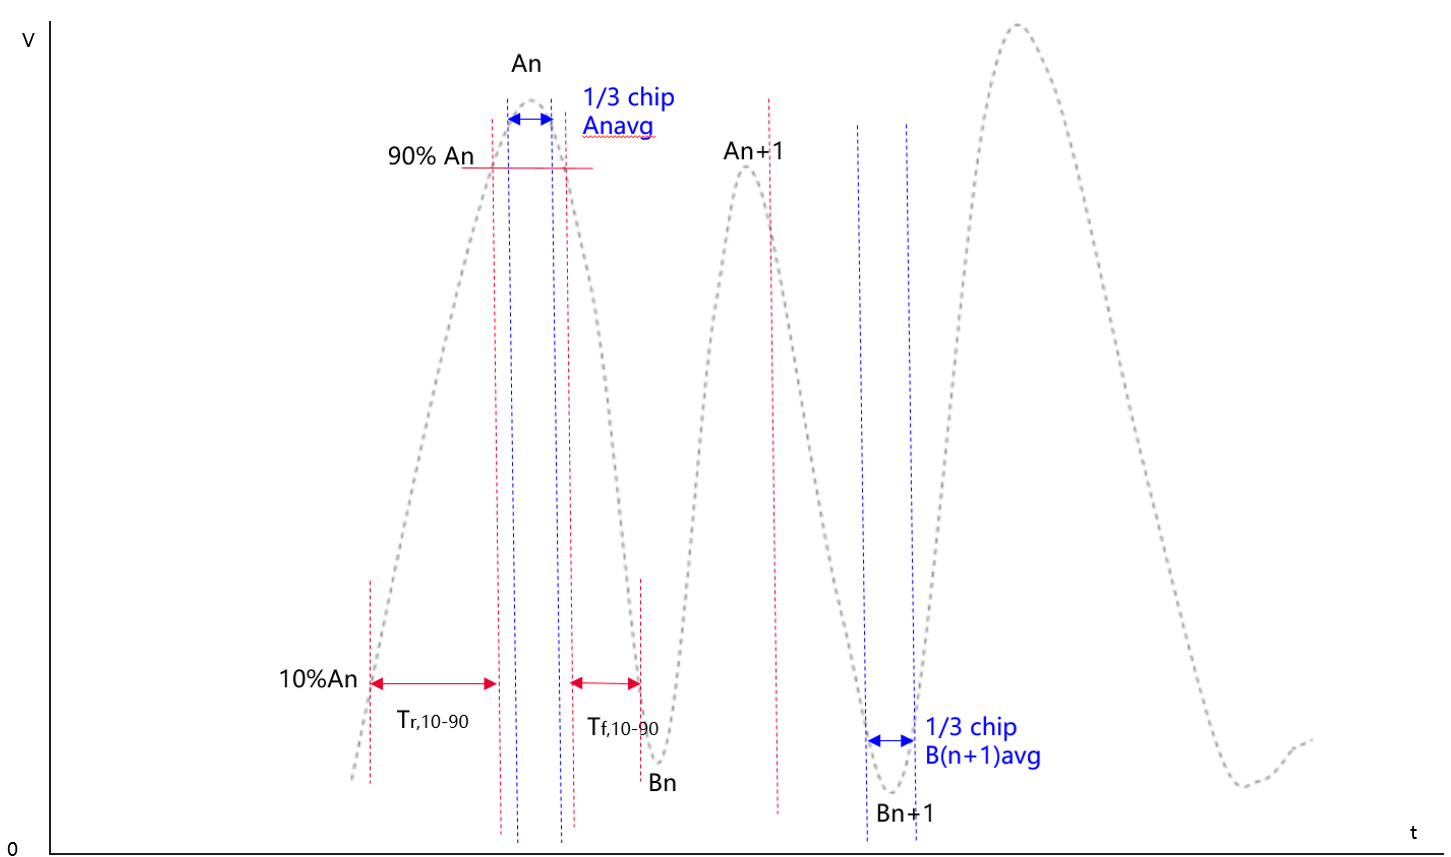 V
An
1/3 chip
Anavg
90% An
An+1
10%An
Tr,10-90
Tf,10-90
1/3 chip
B(n+1)avg
Bn
Bn+1
t
0